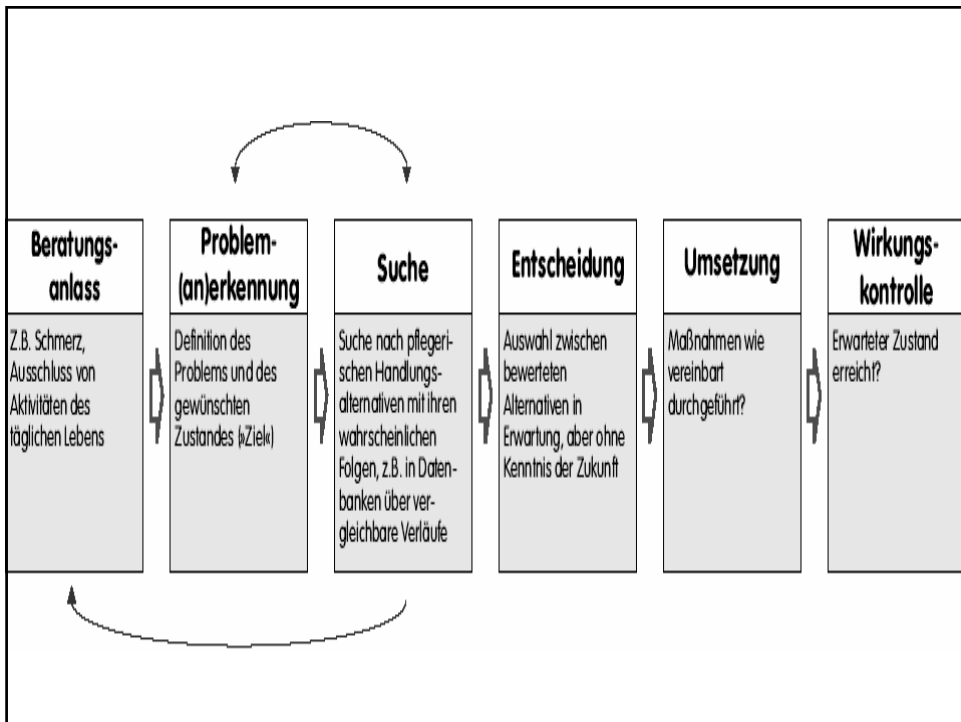 Beratungs-
anlass
Z.B. Schmerz,
Ausschluss von
Aktivitäten des
täglichen Lebens
Problem-
(an)erkennung
Definition des
Problems und des
gewünschten
Zustandes (»Ziel«)
Suche
Suche nach pflegeri-
schen Handlungs-
alternativen mit ihren
wahrscheinlichen
Folgen, z.B. in Daten-
banken über ver-
gleichbare Verläufe
Entscheidung
Auswahl zwischen
bewerteten
Alternativen in
Erwartung, aber ohne
Kenntnis der Zukunft
Umsetzung
Maßnahmen wie
vereinbart
durchgeführt?
Wirkungs-
kontrolle
Erwarteter Zustand
erreicht?